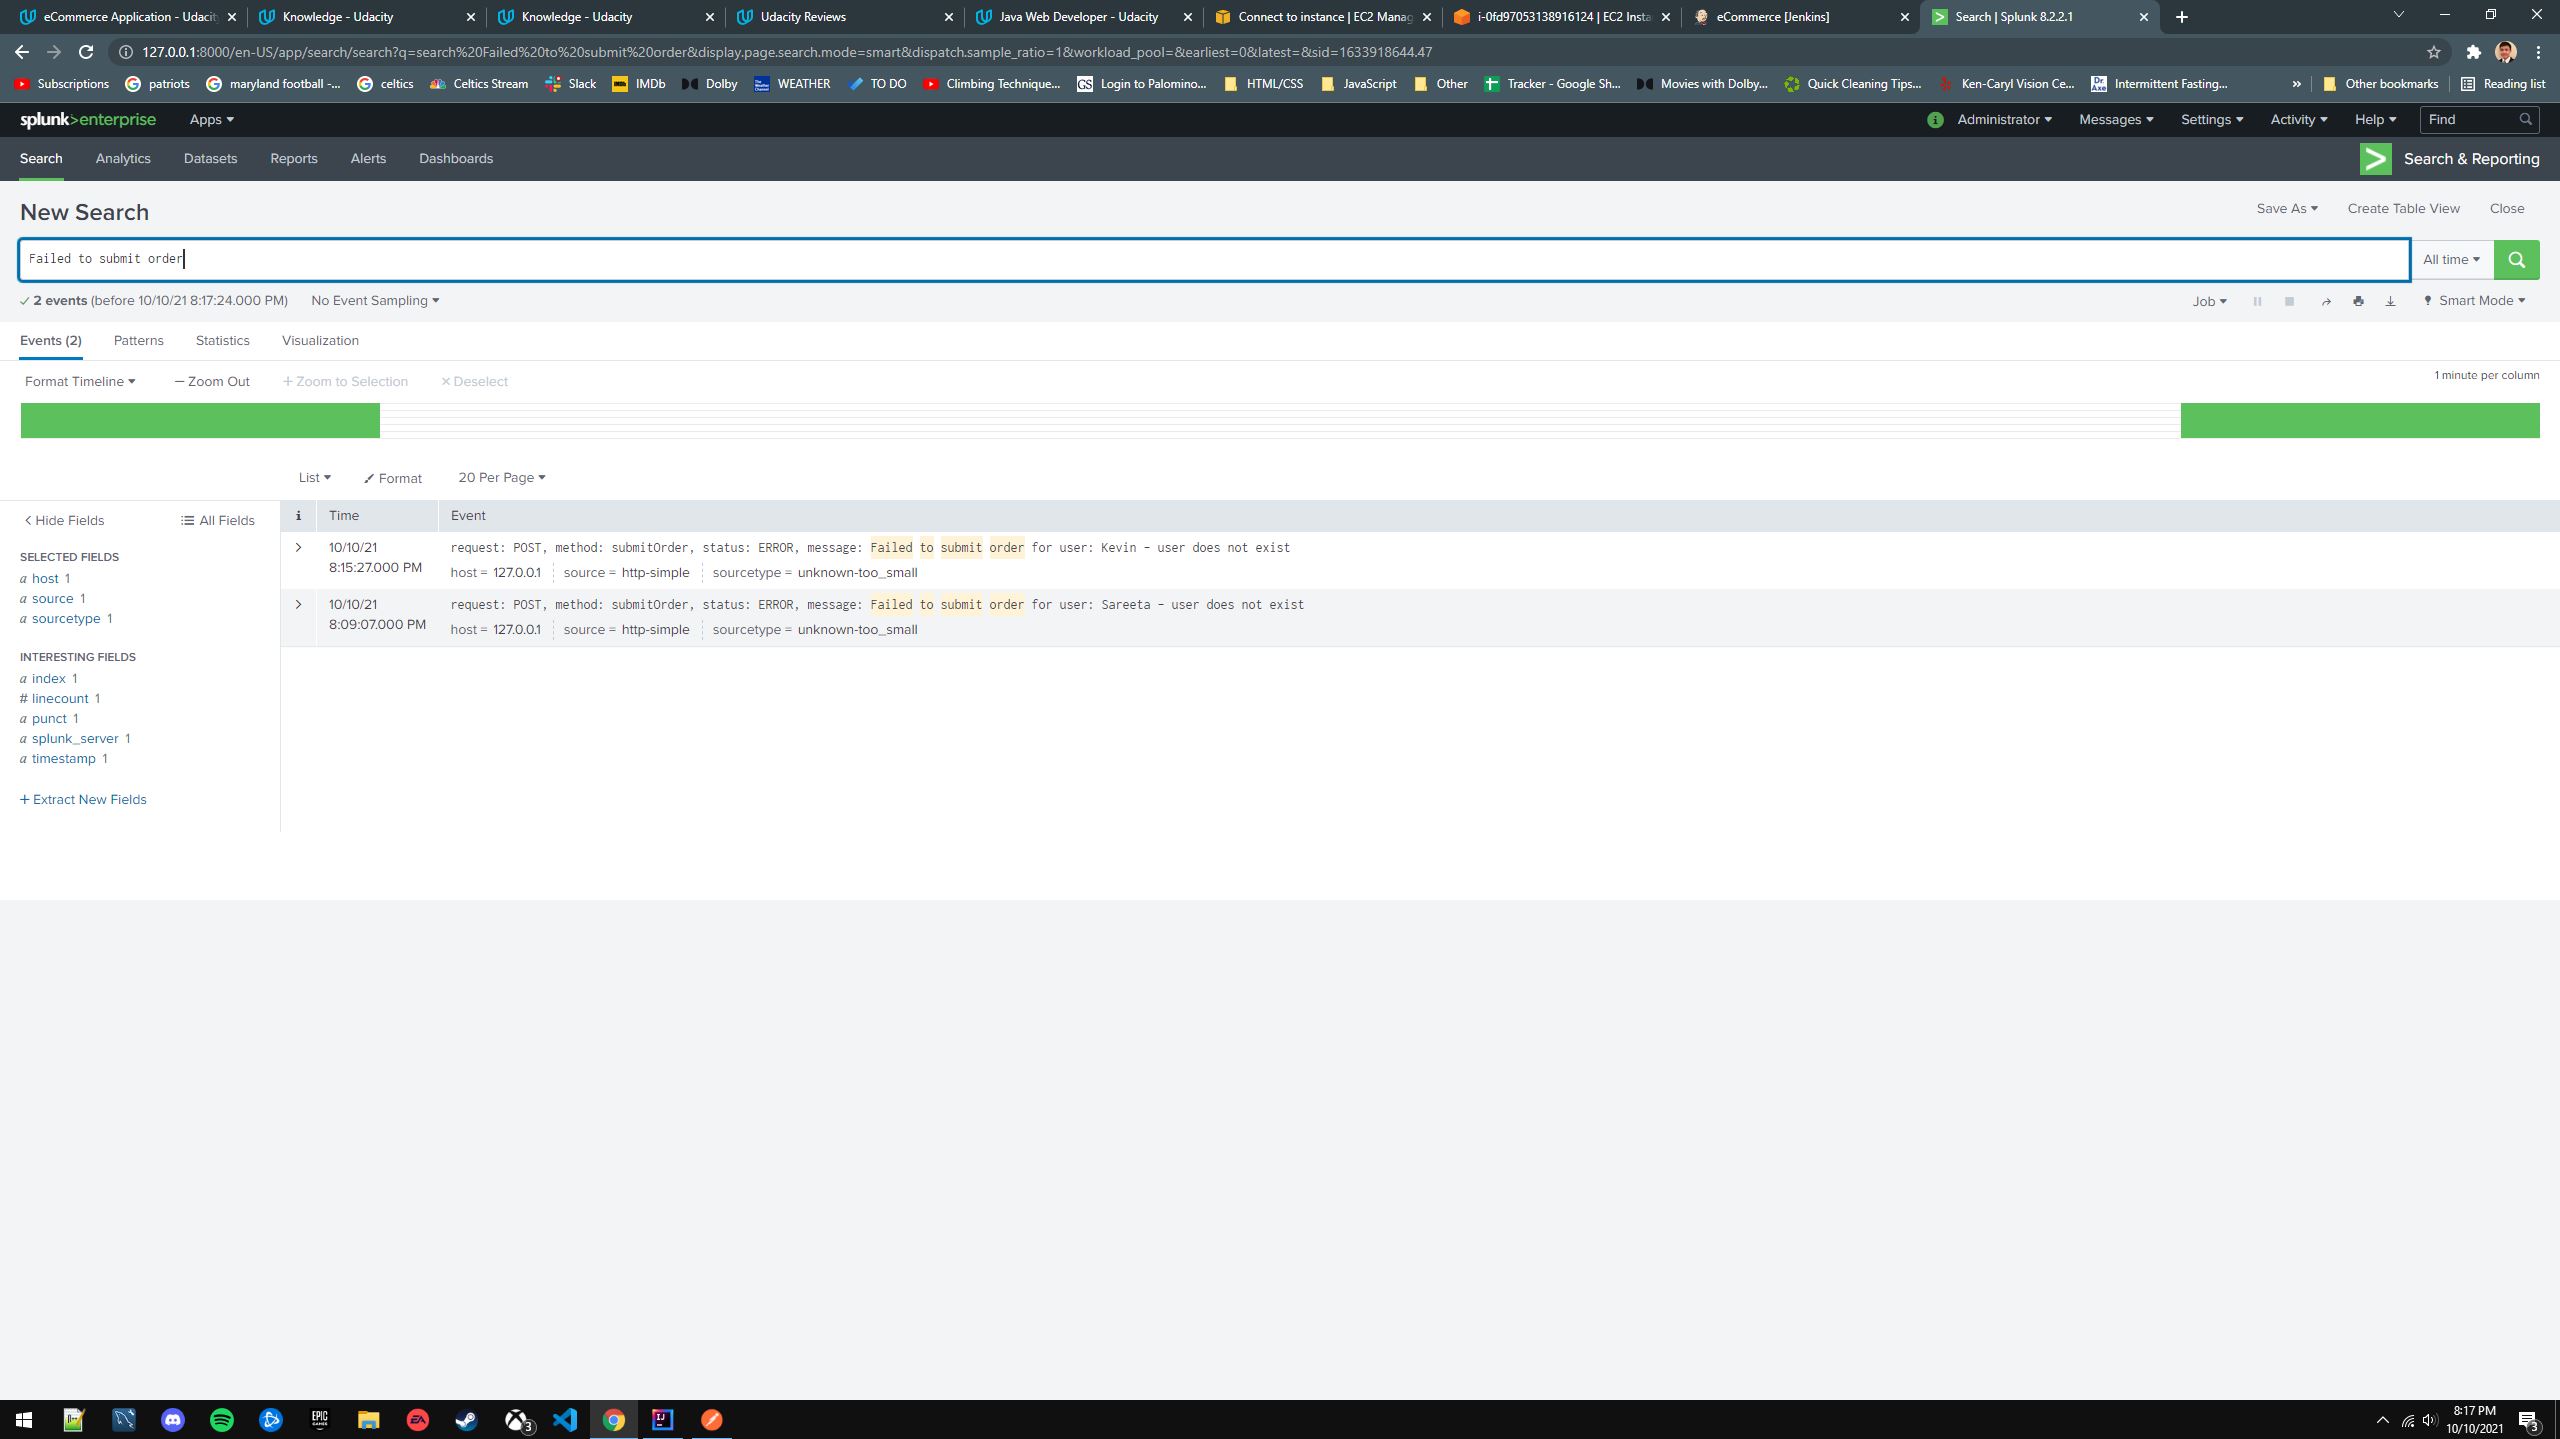 eCommerce Application - Udacity
Knowledge - Udacity
Knowledge - Udacity
Udacity Reviews
Java Web Developer - Udacity
Connect to instance | EC2 Manag
i-0fd97053138916124 | EC2 Insta
eCommerce [Jenkins]
Search | Splunk 8.2.2.1
127.0.0.1:8000/en-US/app/search/search?q=search%20Failed%20to%20submit%20order&display.page.search.mode=smart&dispatch.sample_ratio=1&workload_pool=&earliest=0&latest=&sid=1633918644.47
Subscriptions patriots maryland football -... celtics Celtics Stream Slack IMDb Dolby WEATHER TO DO Climbing Technique... GS Login to Palomino... HTML/CSS JavaScript Other Tracker - Google Sh... Movies with Dolby... Quick Cleaning Tips... Ken-Caryl Vision Ce... Dr. Axe Intermittent Fasting... » Other bookmarks Reading list
splunk>enterprise Apps Administrator Messages Settings Activity Help Find
Search Analytics Datasets Reports Alerts Dashboards Search & Reporting
New Search Save As Create Table View Close
Failed to submit order All time
2 events (before 10/10/21 8:17:24.000 PM) No Event Sampling Job Smart Mode
Events (2) Patterns Statistics Visualization
Format Timeline — Zoom Out + Zoom to Selection × Deselect 1 minute per column
List Format 20 Per Page
< Hide Fields All Fields
i Time Event
SELECTED FIELDS
a host 1
a source 1
a sourcetype 1
INTERESTING FIELDS
a index 1
# linecount 1
a punct 1
a splunk_server 1
a timestamp 1
+ Extract New Fields
10/10/21
8:15:27.000 PM
request: POST, method: submitOrder, status: ERROR, message: Failed to submit order for user: Kevin - user does not exist
host = 127.0.0.1 source = http-simple sourcetype = unknown-too_small
10/10/21
8:09:07.000 PM
request: POST, method: submitOrder, status: ERROR, message: Failed to submit order for user: Sareeta - user does not exist
host = 127.0.0.1 source = http-simple sourcetype = unknown-too_small
EPIC GAMES
EA
3
IJ
8:17 PM
10/10/2021
3